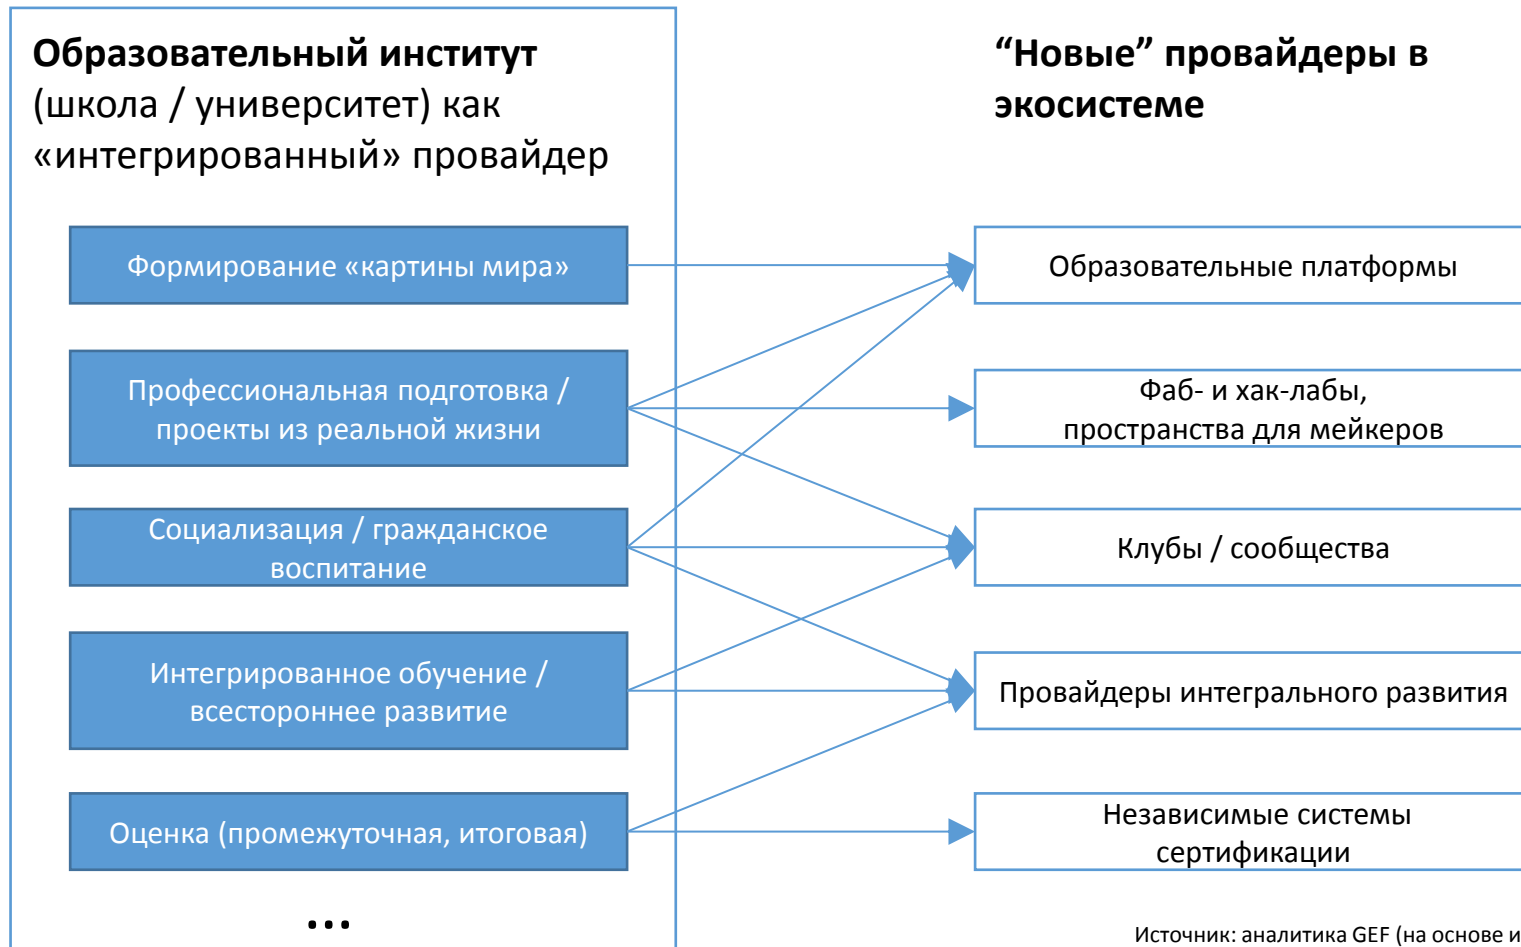 Образовательный институт
(школа / университет) как
«интегрированный» провайдер
“Новые” провайдеры в
экосистеме
Формирование «картины мира»
Образовательные платформы
Профессиональная подготовка /
проекты из реальной жизни
Фаб- и хак-лабы,
пространства для мейкеров
Социализация / гражданское
воспитание
Клубы / сообщества
Интегрированное обучение /
всестороннее развитие
Провайдеры интегрального развития
Оценка (промежуточная, итоговая)
Независимые системы
сертификации
...
Источник: аналитика GEF (на основе